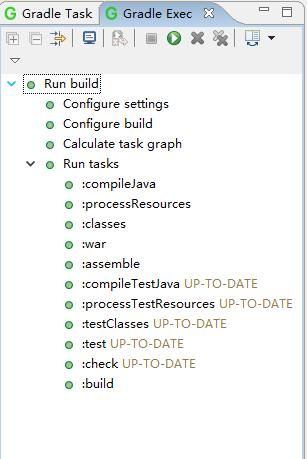 Gradle Task
Gradle Exec
Run build
Configure settings
Configure build
Calculate task graph
Run tasks
:compileJava
:processResources
:classes
:war
:assemble
:compileTestJava UP-TO-DATE
:processTestResources UP-TO-DATE
:testClasses UP-TO-DATE
:test UP-TO-DATE
:check UP-TO-DATE
:build